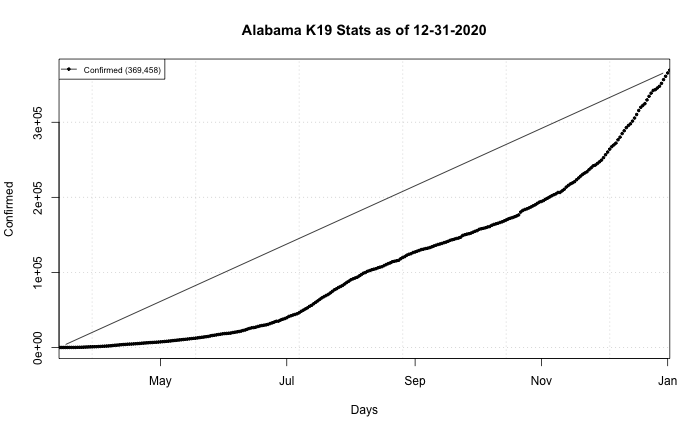 Alabama K19 Stats as of 12-31-2020
Confirmed (369,458)
Confirmed
3e+05
2e+05
1e+05
0e+00
May Jul Sep Nov Jan
Days